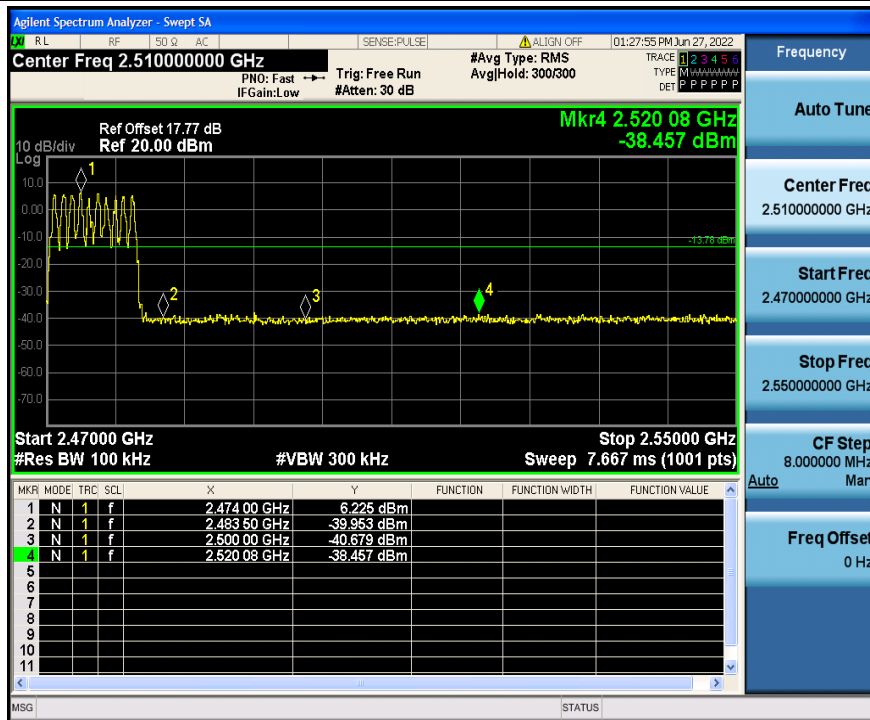 Agilent Spectrum Analyzer - Swept SA
LXI RL RF 50 Ω AC SENSE:PULSE ALIGN OFF 01:27:55 PM Jun 27, 2022
Center Freq 2.510000000 GHz
PNO: Fast
IFGain:Low
Trig: Free Run
#Atten: 30 dB
#Avg Type: RMS
Avg|Hold: 300/300
TRACE 1 2 3 4 5 6
TYPE M WWWWW
DET P P P P P P
Mkr4 2.520 08 GHz
-38.457 dBm
Ref Offset 17.77 dB
10 dB/div Ref 20.00 dBm
Log
10.0
0.00
-10.0
-20.0
-30.0
-40.0
-50.0
-60.0
-70.0
1
2
3
4
-13.78 dBm
Start 2.47000 GHz Stop 2.55000 GHz
#Res BW 100 kHz #VBW 300 kHz Sweep 7.667 ms (1001 pts)
MKR MODE TRC SCL X Y FUNCTION FUNCTION WIDTH FUNCTION VALUE
1 N 1 f 2.474 00 GHz 6.225 dBm
2 N 1 f 2.483 50 GHz -39.953 dBm
3 N 1 f 2.500 00 GHz -40.679 dBm
4 N 1 f 2.520 08 GHz -38.457 dBm
5
6
7
8
9
10
11
MSG STATUS
Frequency
Auto Tune
Center Freq
2.510000000 GHz
Start Freq
2.470000000 GHz
Stop Freq
2.550000000 GHz
CF Step
8.000000 MHz
Auto Man
Freq Offset
0 Hz